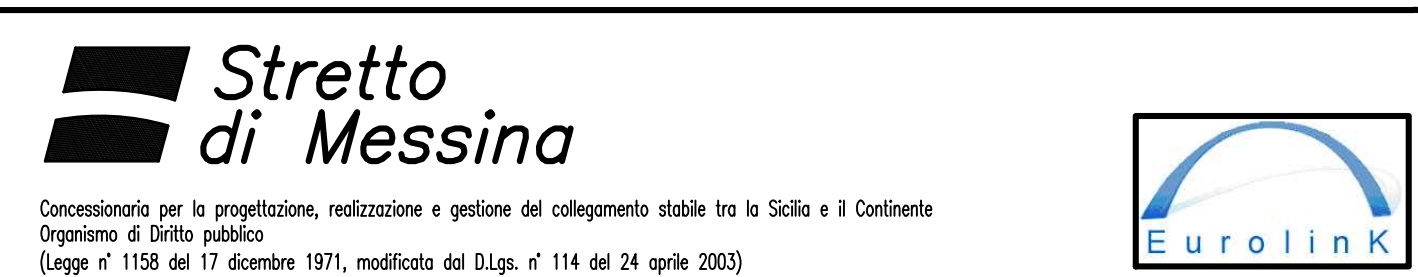 Stretto
di Messina
Concessionaria per la progettazione, realizzazione e gestione del collegamento stabile tra la Sicilia e il Continente
Organismo di Diritto pubblico
(Legge n° 1158 del 17 dicembre 1971, modificata dal D.Lgs. n° 114 del 24 aprile 2003)
EurolinK